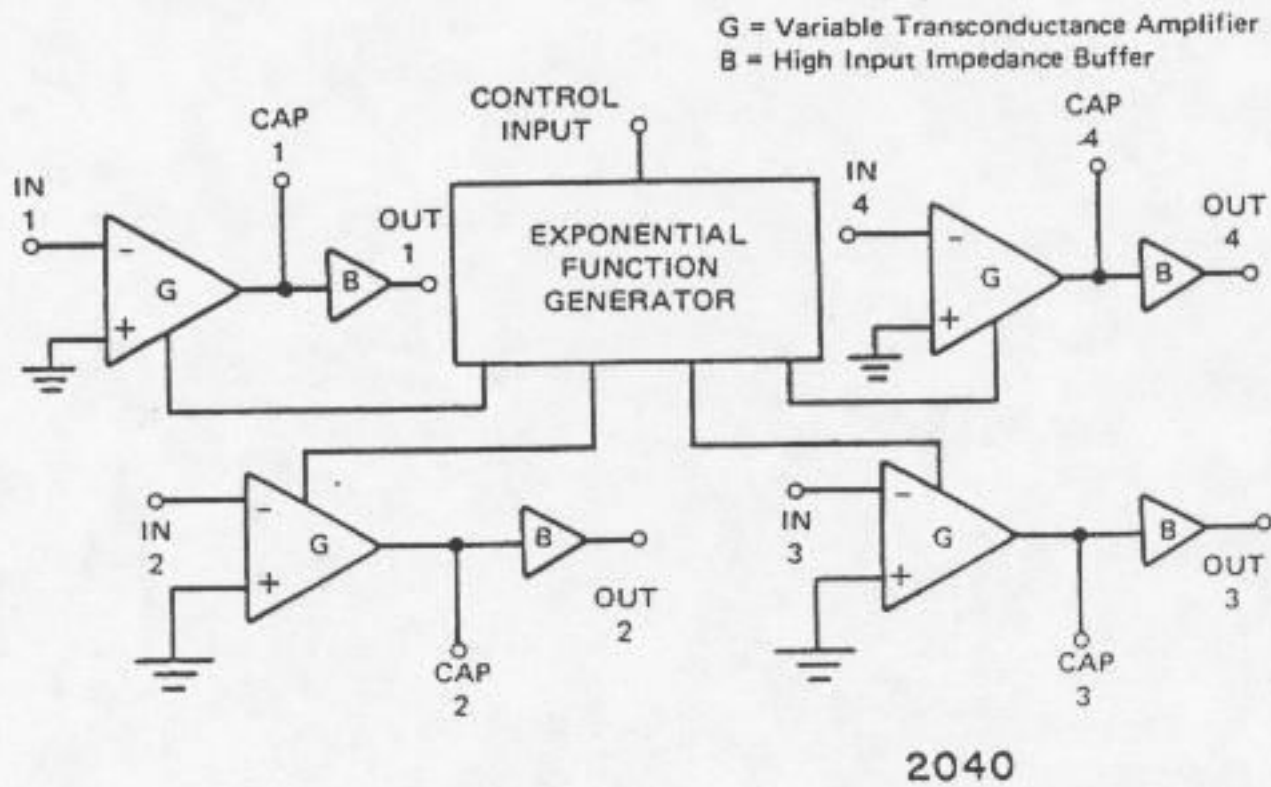 G = Variable Transconductance Amplifier
B = High Input Impedance Buffer
CONTROL
INPUT
CAP
1
IN
1
OUT
1
-
+
G
B
EXPONENTIAL
FUNCTION
GENERATOR
CAP
4
IN
4
OUT
4
-
+
G
B
IN
2
-
+
G
B
OUT
2
CAP
2
IN
3
-
+
G
B
OUT
3
CAP
3
2040